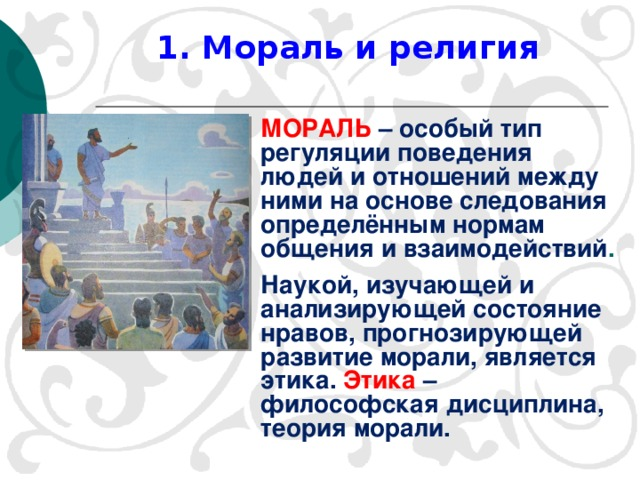 1. Мораль и религия
МОРАЛЬ – особый тип
регуляции поведения
людей и отношений между
ними на основе следования
определённым нормам
общения и взаимодействий.
Наукой, изучающей и
анализирующей состояние
нравов, прогнозирующей
развитие морали, является
этика. Этика –
философская дисциплина,
теория морали.